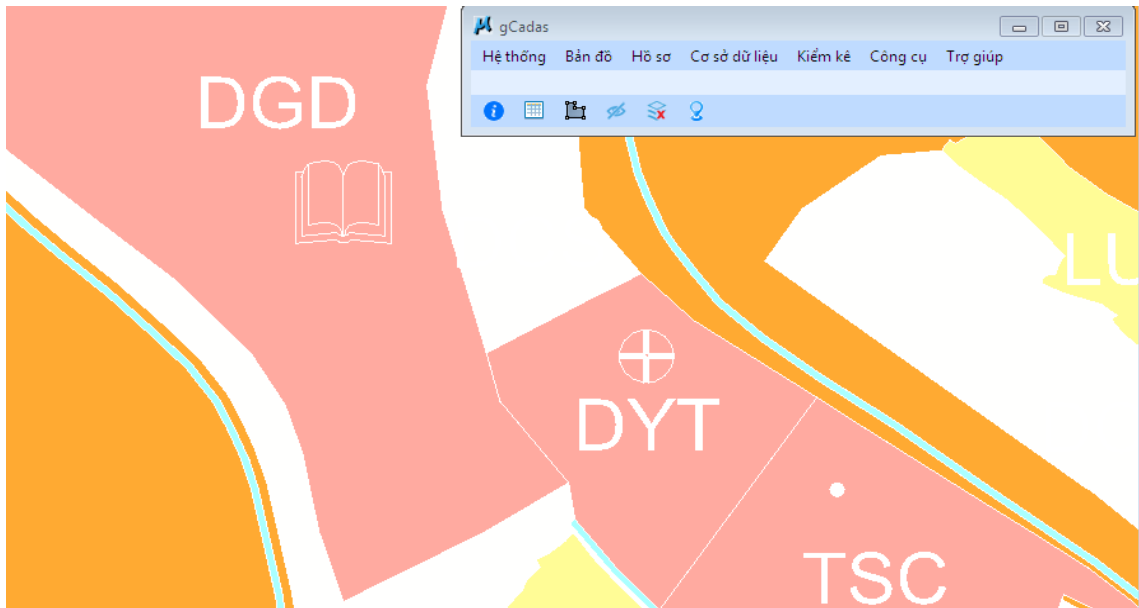 gCadas
Hệ thống Bản đồ Hồ sơ Cơ sở dữ liệu Kiểm kê Công cụ Trợ giúp
DGD
LU
DYT
TSC